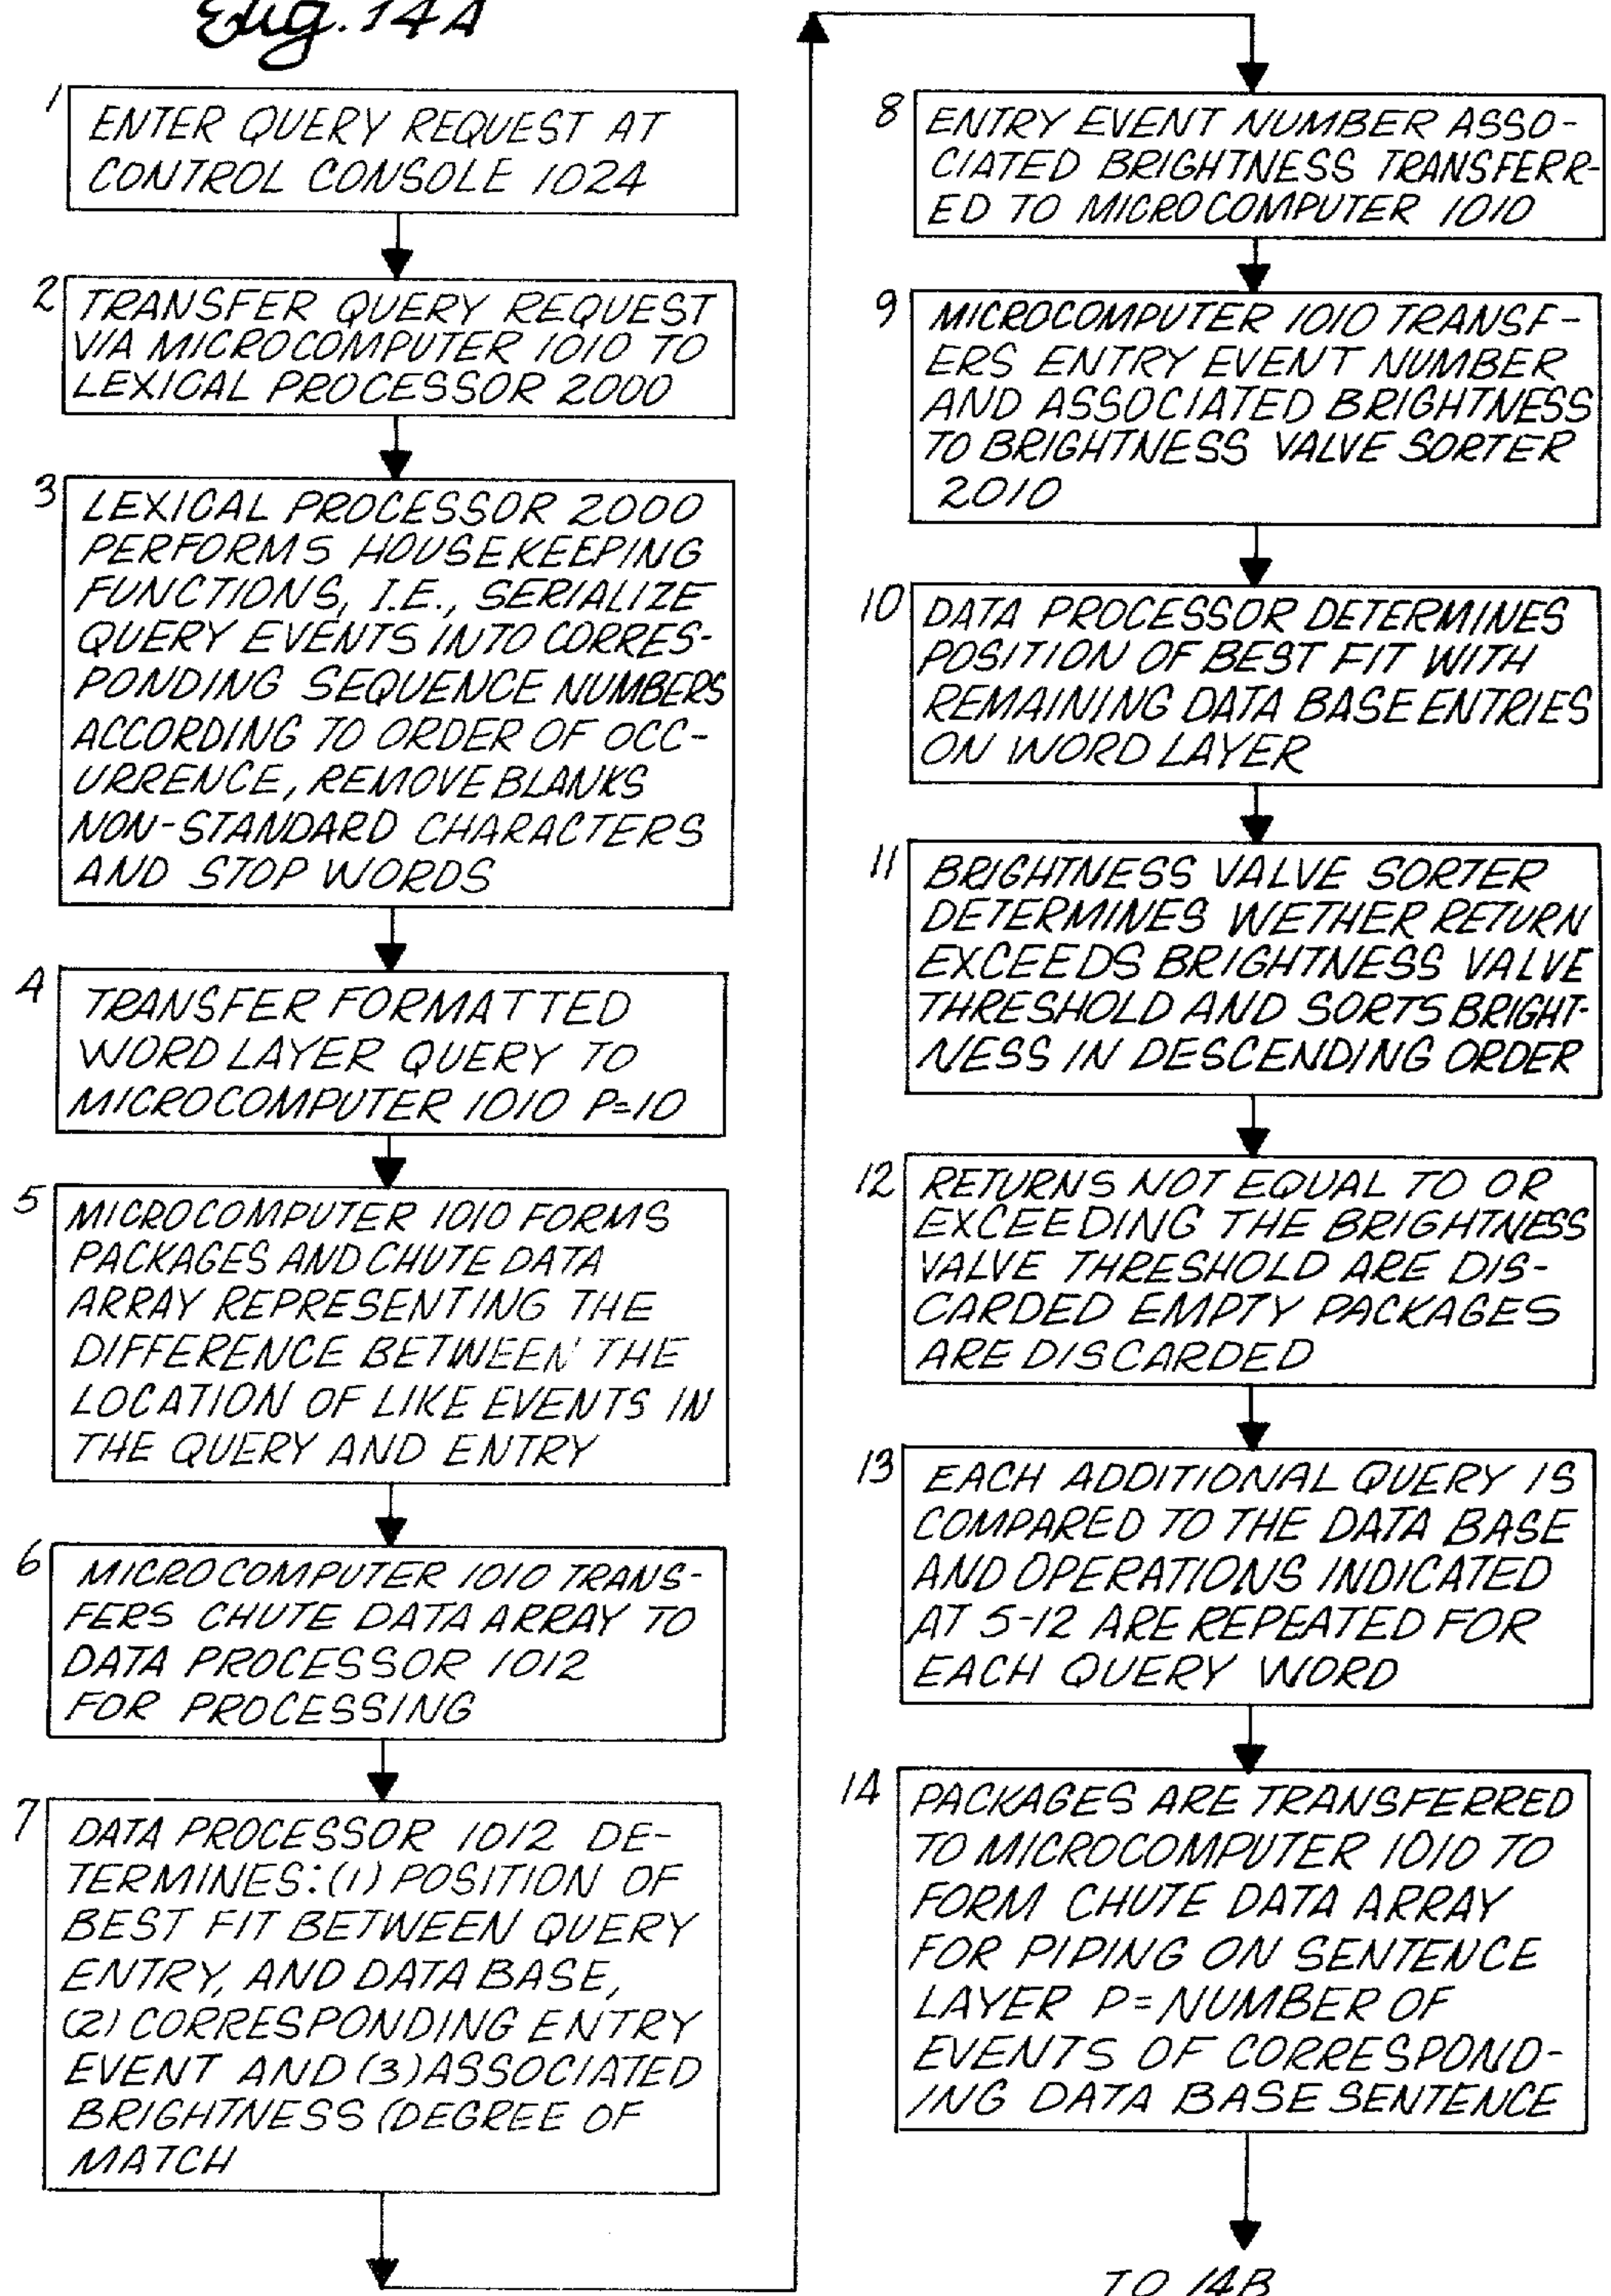 Fig. 14A
1
ENTER QUERY REQUEST AT
CONTROL CONSOLE 1024
2
TRANSFER QUERY REQUEST
VIA MICROCOMPUTER 1010 TO
LEXICAL PROCESSOR 2000
3
LEXICAL PROCESSOR 2000
PERFORMS HOUSEKEEPING
FUNCTIONS, I.E., SERIALIZE
QUERY EVENTS INTO CORRES-
PONDING SEQUENCE NUMBERS
ACCORDING TO ORDER OF OCC-
URRENCE, REMOVE BLANKS
NON-STANDARD CHARACTERS
AND STOP WORDS
4
TRANSFER FORMATTED
WORD LAYER QUERY TO
MICROCOMPUTER 1010 P=10
5
MICROCOMPUTER 1010 FORMS
PACKAGES AND CHUTE DATA
ARRAY REPRESENTING THE
DIFFERENCE BETWEEN THE
LOCATION OF LIKE EVENTS IN
THE QUERY AND ENTRY
6
MICROCOMPUTER 1010 TRANS-
FERS CHUTE DATA ARRAY TO
DATA PROCESSOR 1012
FOR PROCESSING
7
DATA PROCESSOR 1012 DE-
TERMINES: (1) POSITION OF
BEST FIT BETWEEN QUERY
ENTRY, AND DATA BASE,
(2) CORRESPONDING ENTRY
EVENT AND (3) ASSOCIATED
BRIGHTNESS (DEGREE OF
MATCH
8
ENTRY EVENT NUMBER ASSO-
CIATED BRIGHTNESS TRANSFERR-
ED TO MICROCOMPUTER 1010
9
MICROCOMPUTER 1010 TRANSF-
ERS ENTRY EVENT NUMBER
AND ASSOCIATED BRIGHTNESS
TO BRIGHTNESS VALVE SORTER
2010
10
DATA PROCESSOR DETERMINES
POSITION OF BEST FIT WITH
REMAINING DATA BASE ENTRIES
ON WORD LAYER
11
BRIGHTNESS VALVE SORTER
DETERMINES WETHER RETURN
EXCEEDS BRIGHTNESS VALVE
THRESHOLD AND SORTS BRIGHT-
NESS IN DESCENDING ORDER
12
RETURNS NOT EQUAL TO OR
EXCEEDING THE BRIGHTNESS
VALVE THRESHOLD ARE DIS-
CARDED EMPTY PACKAGES
ARE DISCARDED
13
EACH ADDITIONAL QUERY IS
COMPARED TO THE DATA BASE
AND OPERATIONS INDICATED
AT 5-12 ARE REPEATED FOR
EACH QUERY WORD
14
PACKAGES ARE TRANSFERRED
TO MICROCOMPUTER 1010 TO
FORM CHUTE DATA ARRAY
FOR PIPING ON SENTENCE
LAYER P=NUMBER OF
EVENTS OF CORRESPOND-
ING DATA BASE SENTENCE
TO 14B